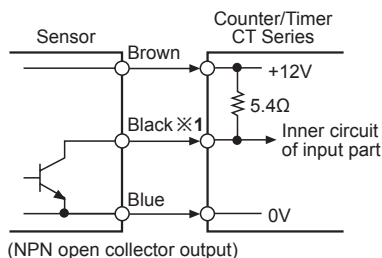 Counter/Timer
CT Series
Sensor
Brown
+12V
5.4Ω
Black ※1
Inner circuit
of input part
Blue
0V
(NPN open collector output)